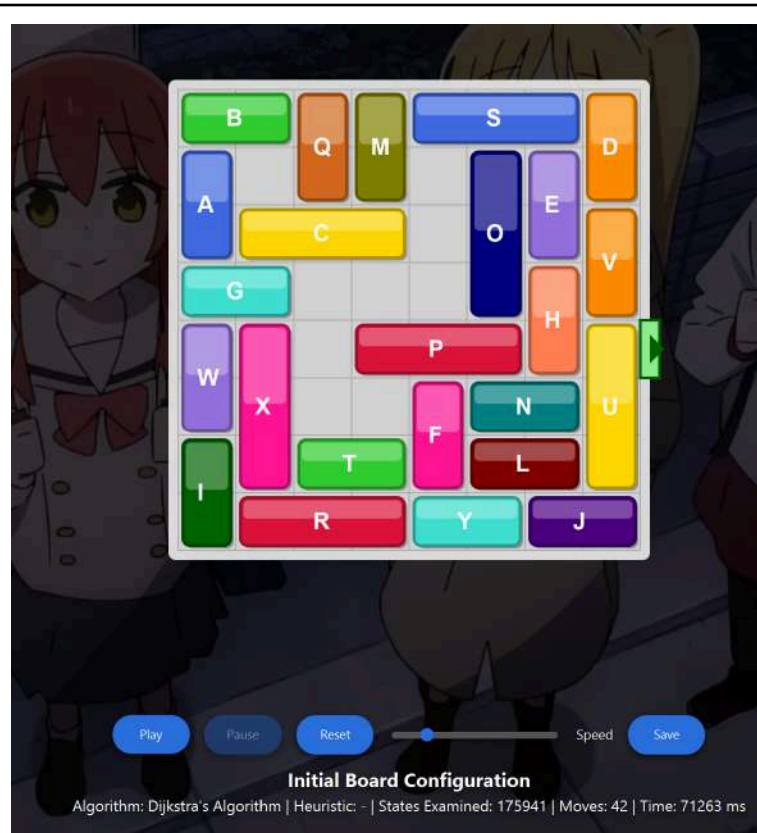 B Q M S D
A C O E V
G H
W X P U
F N
I T L
R Y J
Play Pause Reset Speed Save
Initial Board Configuration
Algorithm: Dijkstra's Algorithm | Heuristic: - | States Examined: 175941 | Moves: 42 | Time: 71263 ms